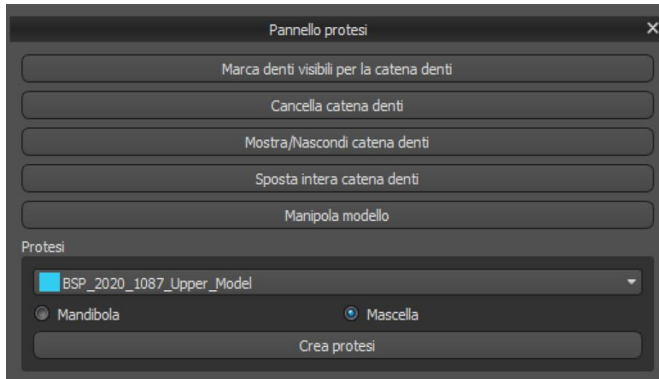 Pannello protesi
Marca denti visibili per la catena denti
Cancella catena denti
Mostra/Nascondi catena denti
Sposta intera catena denti
Manipola modello
Protesi
BSP_2020_1087_Upper_Model
Mandibola Mascella
Crea protesi